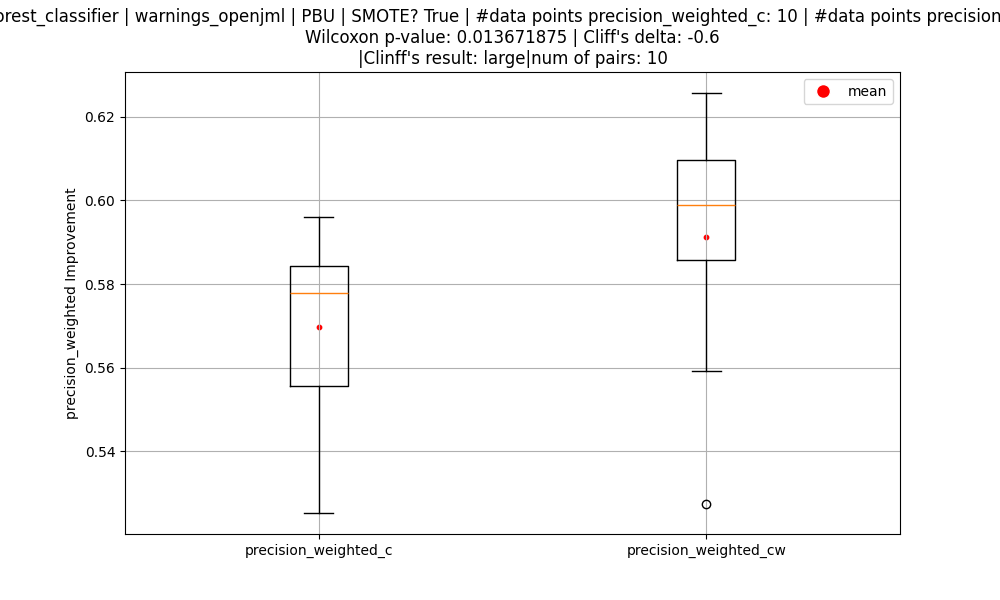 orest_classifier | warnings_openjml | PBU | SMOTE? True | #data points precision_weighted_c: 10 | #data points precision
Wilcoxon p-value: 0.013671875 | Cliff's delta: -0.6
|Clinff's result: large|num of pairs: 10
mean
0.62
0.60
0.58
0.56
0.54
precision_weighted Improvement
precision_weighted_c
precision_weighted_cw